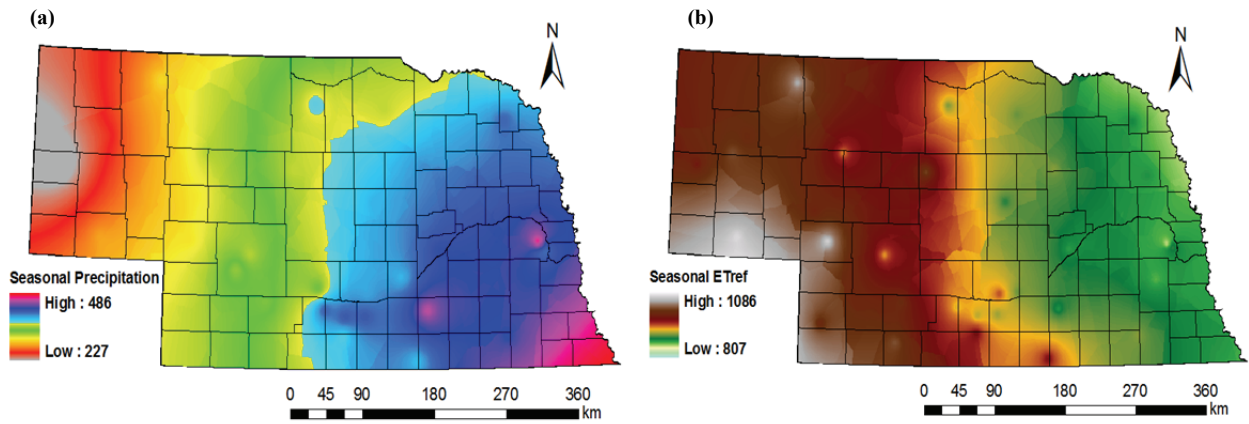 (a)
N
Seasonal Precipitation
High : 486
Low : 227
0 45 90 180 270 360
km
(b)
N
Seasonal ETref
High : 1086
Low : 807
0 45 90 180 270 360
km